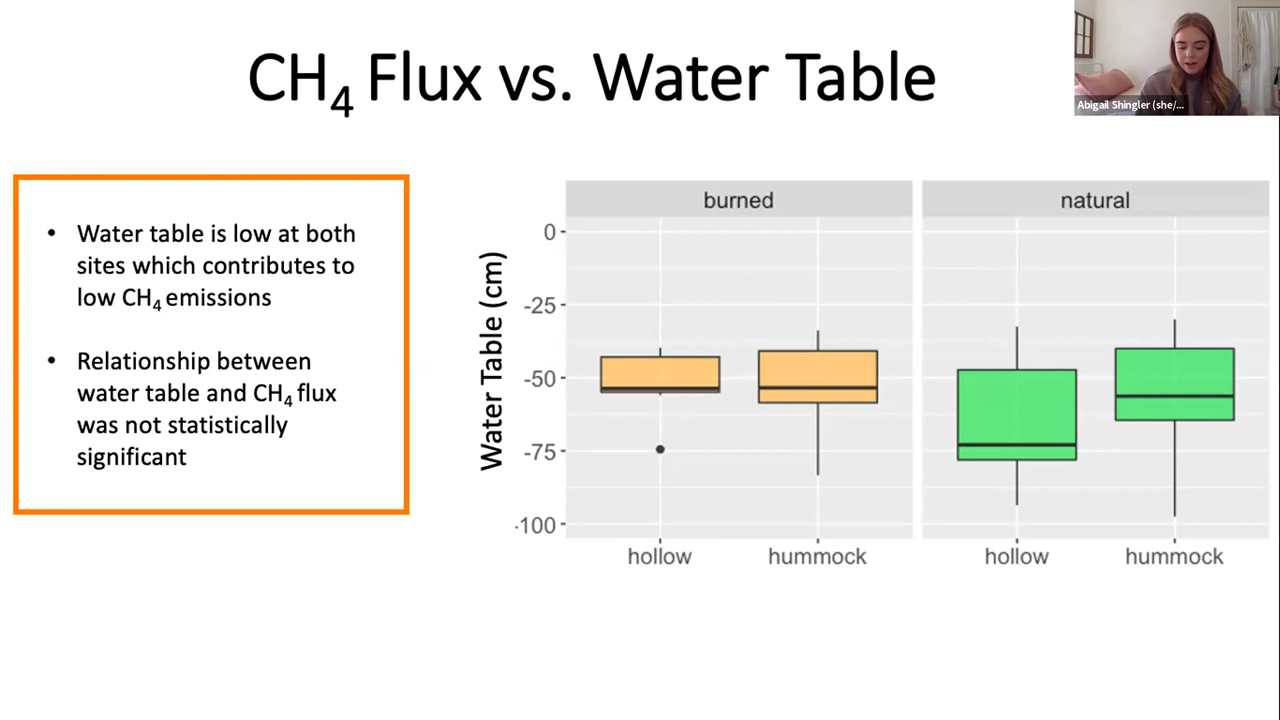 CH4 Flux vs. Water Table
Abigail Shingler (she/...
• Water table is low at both
sites which contributes to
low CH4 emissions
• Relationship between
water table and CH4 flux
was not statistically
significant
Water Table (cm)
burned
natural
0
-25
-50
-75
-100
hollow
hummock
hollow
hummock